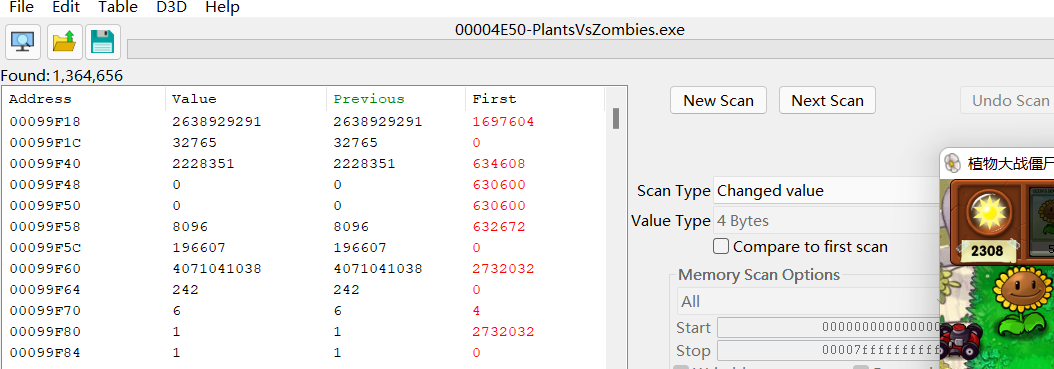 File Edit Table D3D Help
00004E50-PlantsVsZombies.exe
Found: 1,364,656
Address Value Previous First
00099F18 2638929291 2638929291 1697604
00099F1C 32765 32765 0
00099F40 2228351 2228351 634608
00099F48 0 0 630600
00099F50 0 0 630600
00099F58 8096 8096 632672
00099F5C 196607 196607 0
00099F60 4071041038 4071041038 2732032
00099F64 242 242 0
00099F70 6 6 4
00099F80 1 1 2732032
00099F84 1 1 0
New Scan Next Scan Undo Scan
Scan Type Changed value
Value Type 4 Bytes
Compare to first scan
Memory Scan Options
All
Start 000000000000000
Stop 00007ffffffffff
植物大战僵尸
2308
5